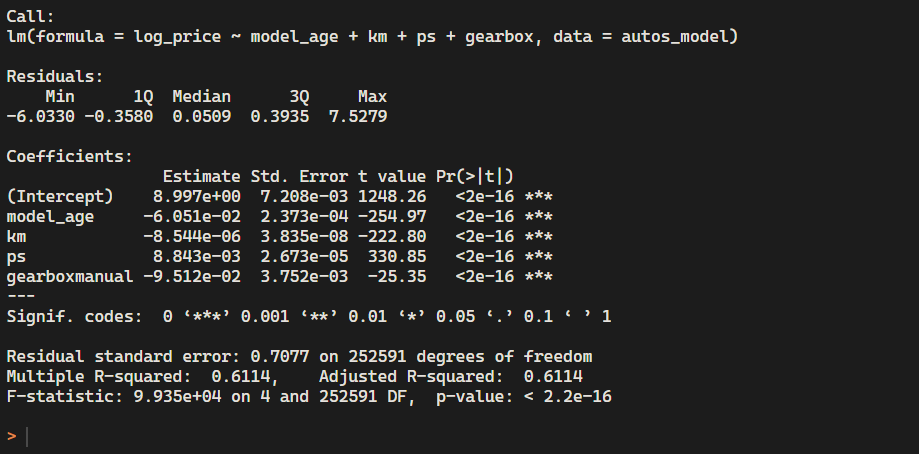 Call:
lm(formula = log_price ~ model_age + km + ps + gearbox, data = autos_model)
Residuals:
    Min      1Q  Median      3Q     Max
-6.0330 -0.3580  0.0509  0.3935  7.5279
Coefficients:
                Estimate Std. Error t value Pr(>|t|)
(Intercept)    8.997e+00  7.208e-03 1248.26   <2e-16 ***
model_age     -6.051e-02  2.373e-04 -254.97   <2e-16 ***
km            -8.544e-06  3.835e-08 -222.80   <2e-16 ***
ps             8.843e-03  2.673e-05  330.85   <2e-16 ***
gearboxmanual -9.512e-02  3.752e-03  -25.35   <2e-16 ***
---
Signif. codes:  0 ‘***’ 0.001 ‘**’ 0.01 ‘*’ 0.05 ‘.’ 0.1 ‘ ’ 1
Residual standard error: 0.7077 on 252591 degrees of freedom
Multiple R-squared:  0.6114,	Adjusted R-squared:  0.6114
F-statistic: 9.935e+04 on 4 and 252591 DF,  p-value: < 2.2e-16
>